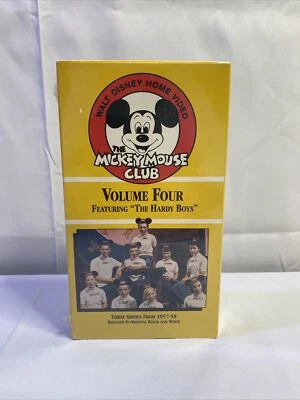 WALT DISNEY HOME VIDEO
THE
MICKEY MOUSE
CLUB
VOLUME FOUR
FEATURING "THE HARDY BOYS"
THREE SHOWS FROM 1957-58
RELEASED IN ORIGINAL BLACK AND WHITE